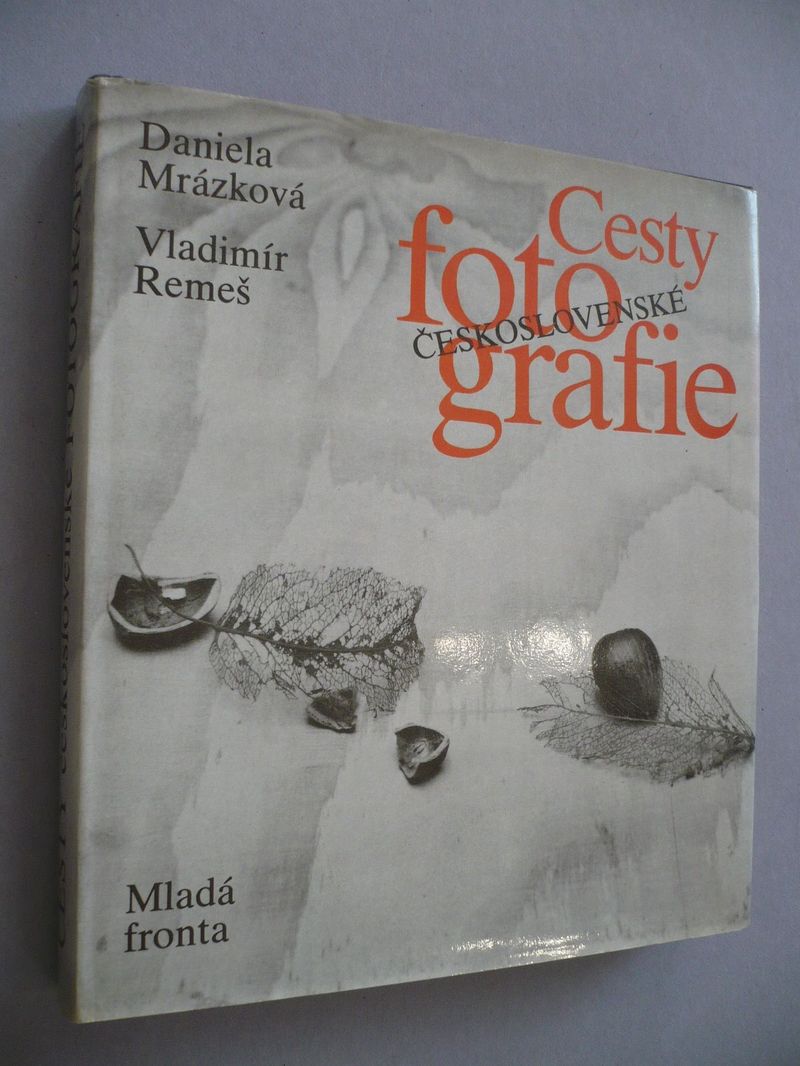 Daniela
Mrázková
Vladimír
Remeš
Cesty
foto
ČESKOSLOVENSKÉ
grafie
Mladá
fronta
CESTY československé FOTOGRAFIE